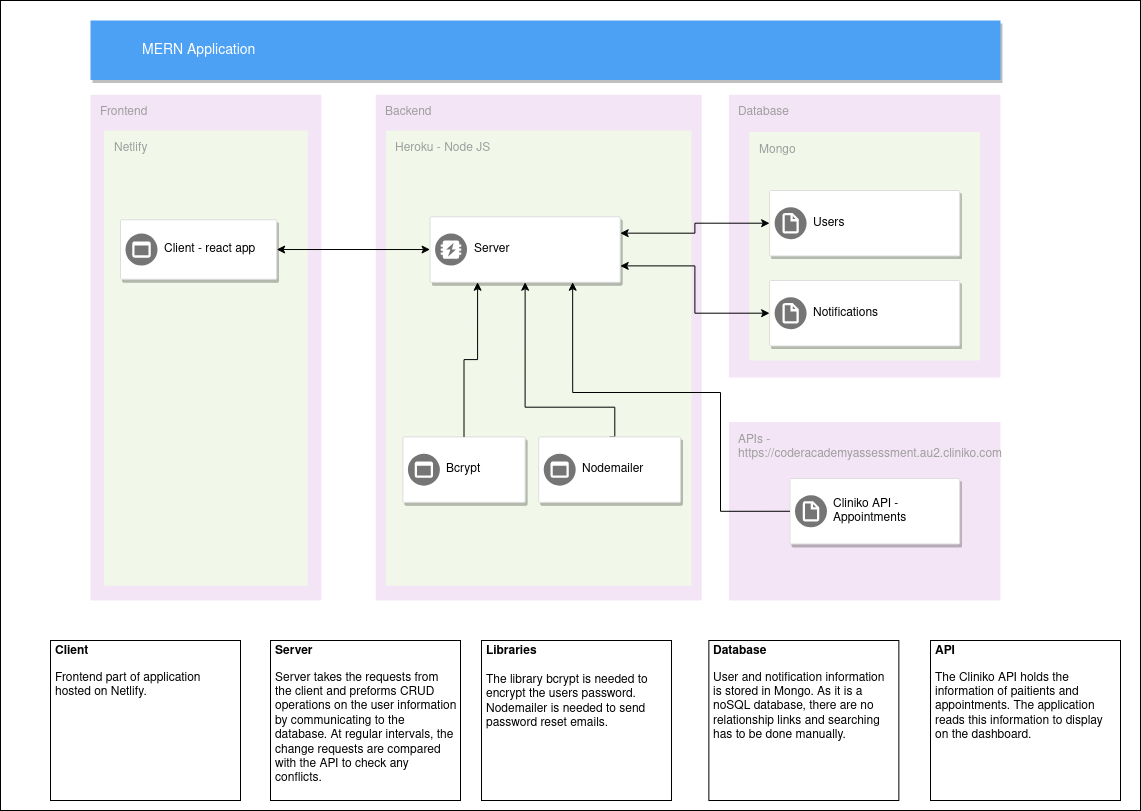 MERN Application
Frontend
Netlify
Client - react app
Backend
Heroku - Node JS
Server
Bcrypt
Nodemailer
Database
Mongo
Users
Notifications
APIs -
https://coderacademyassessment.au2.cliniko.com
Cliniko API -
Appointments
Client
Frontend part of application
hosted on Netlify.
Server
Server takes the requests from
the client and preforms CRUD
operations on the user information
by communicating to the
database. At regular intervals, the
change requests are compared
with the API to check any
conflicts.
Libraries
The library bcrypt is needed to
encrypt the users password.
Nodemailer is needed to send
password reset emails.
Database
User and notification information
is stored in Mongo. As it is a
noSQL database, there are no
relationship links and searching
has to be done manually.
API
The Cliniko API holds the
information of paitients and
appointments. The application
reads this information to display
on the dashboard.